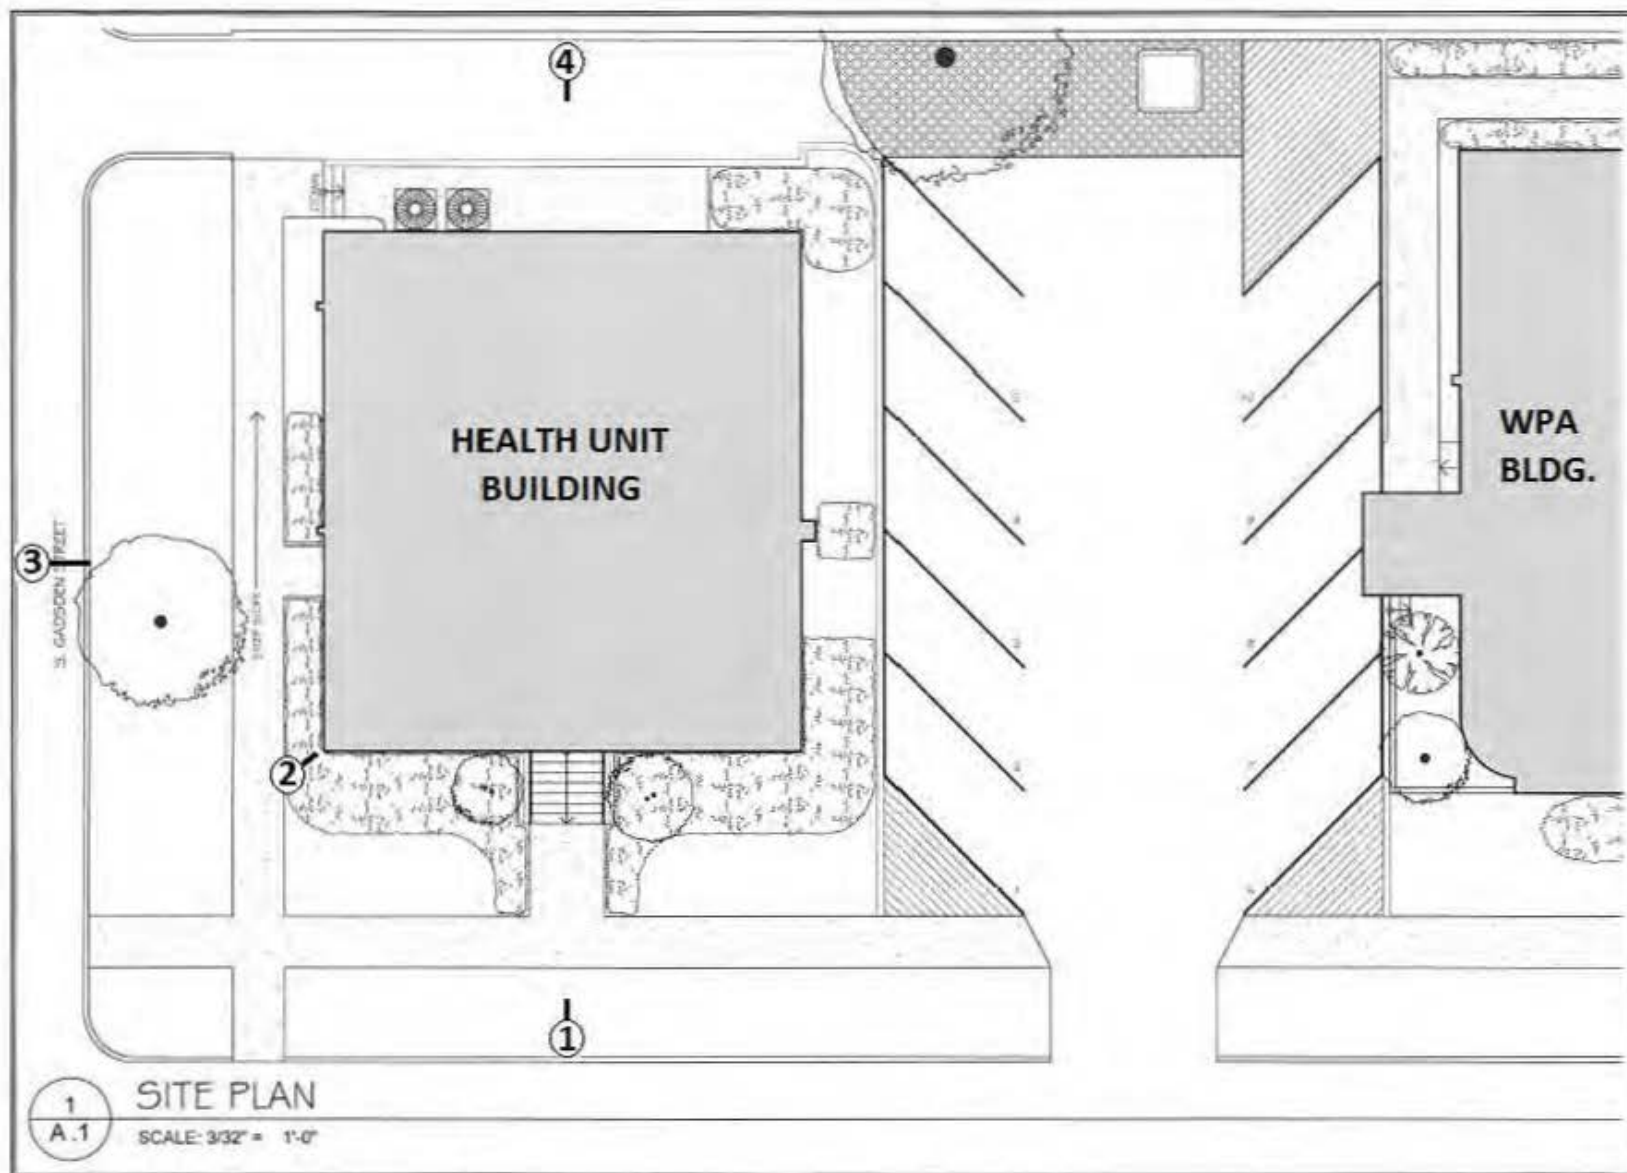 4
HEALTH UNIT
BUILDING
WPA
BLDG.
3
S. GADSDEN STREET
2
1
1
A.1
SITE PLAN
SCALE: 3/32" = 1'-0"